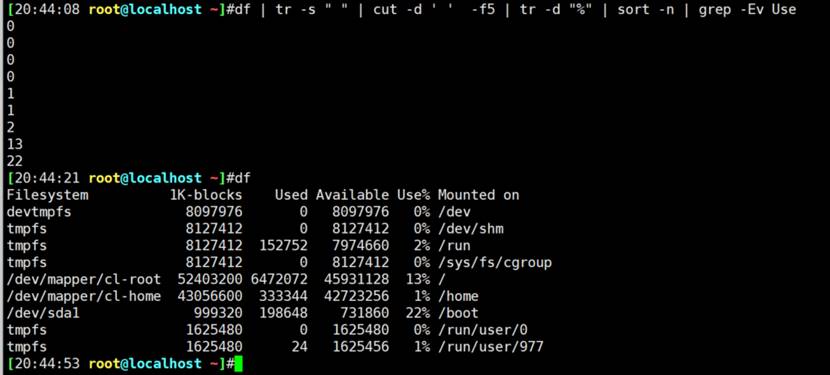 [20:44:08 root@localhost ~]#df | tr -s " " | cut -d ' '  -f5 | tr -d "%" | sort -n | grep -Ev Use
0
0
0
0
1
1
2
13
22
[20:44:21 root@localhost ~]#df
Filesystem          1K-blocks    Used Available Use% Mounted on
devtmpfs              8097976       0   8097976   0% /dev
tmpfs                 8127412       0   8127412   0% /dev/shm
tmpfs                 8127412  152752   7974660   2% /run
tmpfs                 8127412       0   8127412   0% /sys/fs/cgroup
/dev/mapper/cl-root  52403200 6472072  45931128  13% /
/dev/mapper/cl-home  43056600  333344  42723256   1% /home
/dev/sda1              999320  198648    731860  22% /boot
tmpfs                 1625480       0   1625480   0% /run/user/0
tmpfs                 1625480      24   1625456   1% /run/user/977
[20:44:53 root@localhost ~]#